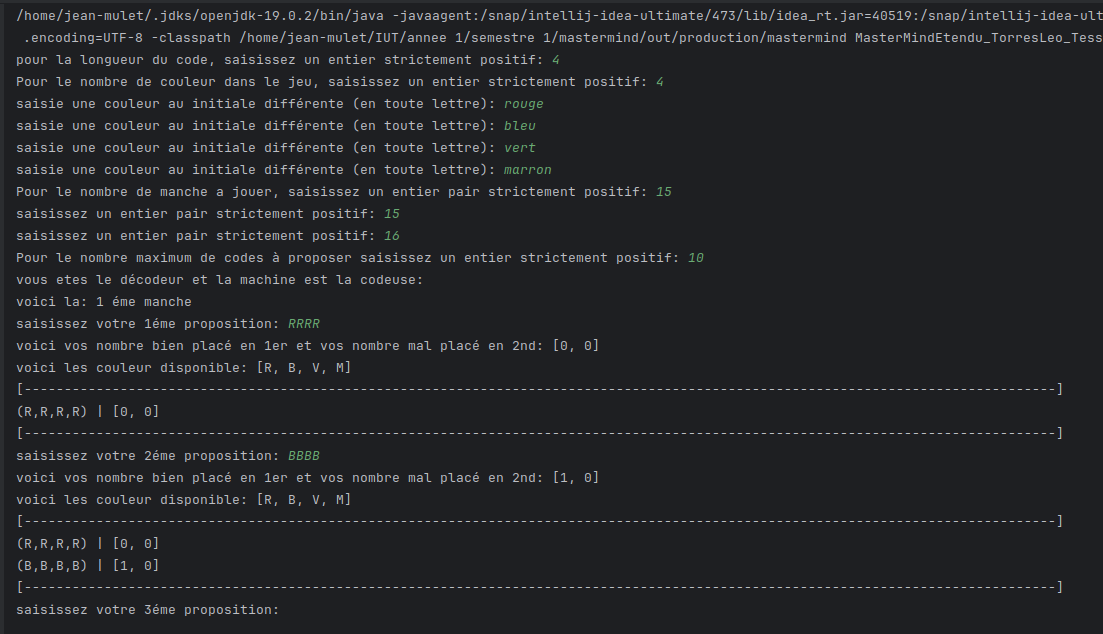 /home/jean-mulet/.jdks/openjdk-19.0.2/bin/java -javaagent:/snap/intellij-idea-ultimate/473/lib/idea_rt.jar=40519:/snap/intellij-idea-ult
.encoding=UTF-8 -classpath /home/jean-mulet/IUT/annee 1/semestre 1/mastermind/out/production/mastermind MasterMindEtendu_TorresLeo_Tess
pour la longueur du code, saisissez un entier strictement positif: 4
Pour le nombre de couleur dans le jeu, saisissez un entier strictement positif: 4
saisie une couleur au initiale différente (en toute lettre): rouge
saisie une couleur au initiale différente (en toute lettre): bleu
saisie une couleur au initiale différente (en toute lettre): vert
saisie une couleur au initiale différente (en toute lettre): marron
Pour le nombre de manche a jouer, saisissez un entier pair strictement positif: 15
saisissez un entier pair strictement positif: 15
saisissez un entier pair strictement positif: 16
Pour le nombre maximum de codes à proposer saisissez un entier strictement positif: 10
vous etes le décodeur et la machine est la codeuse:
voici la: 1 éme manche
saisissez votre 1éme proposition: RRRR
voici vos nombre bien placé en 1er et vos nombre mal placé en 2nd: [0, 0]
voici les couleur disponible: [R, B, V, M]
[---------------------------------------------------------------------------------------------------------------------------------]
(R,R,R,R) | [0, 0]
[---------------------------------------------------------------------------------------------------------------------------------]
saisissez votre 2éme proposition: BBBB
voici vos nombre bien placé en 1er et vos nombre mal placé en 2nd: [1, 0]
voici les couleur disponible: [R, B, V, M]
[---------------------------------------------------------------------------------------------------------------------------------]
(R,R,R,R) | [0, 0]
(B,B,B,B) | [1, 0]
[---------------------------------------------------------------------------------------------------------------------------------]
saisissez votre 3éme proposition: